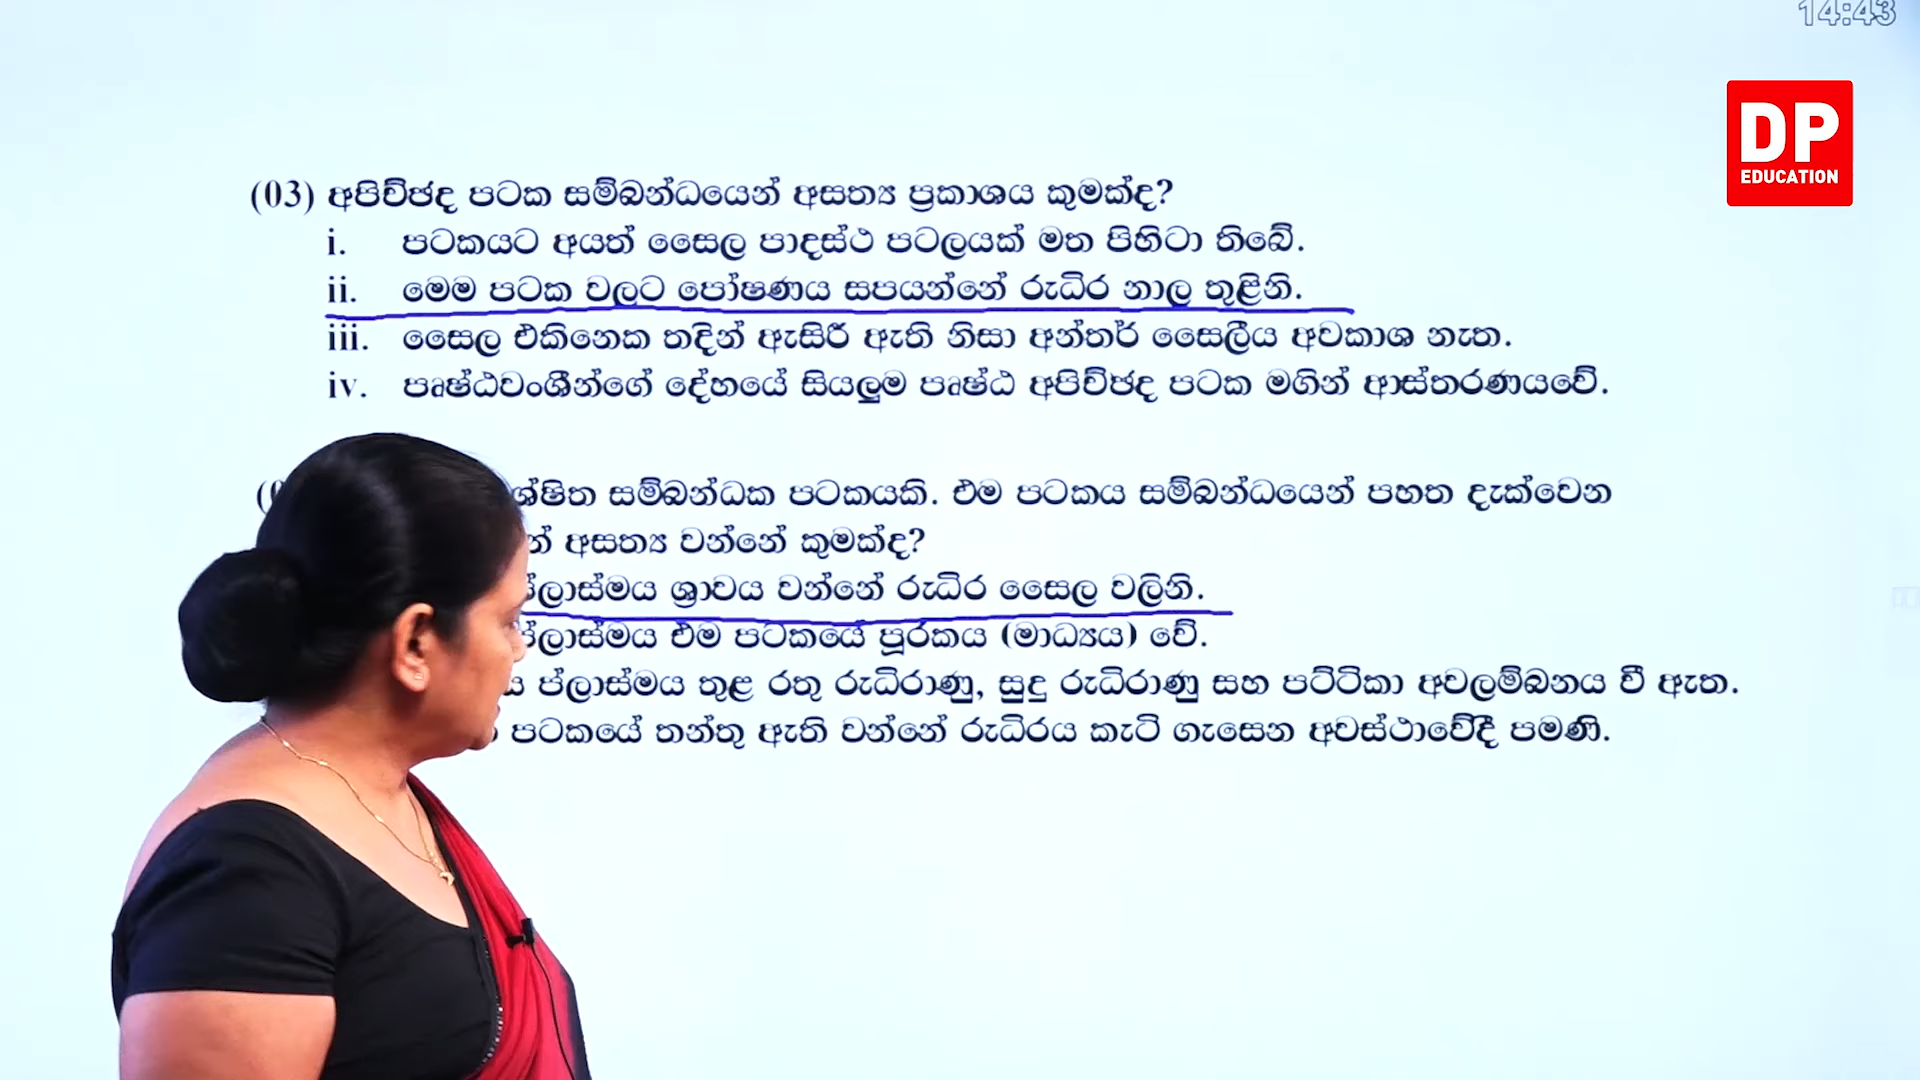 14:43
DP
EDUCATION
(03) අපිච්ඡද පටක සම්බන්ධයෙන් අසත්‍ය ප්‍රකාශය කුමක්ද?
i. පටකයට අයත් සෛල පාදස්ථ පටලයක් මත පිහිටා තිබේ.
ii. මෙම පටක වලට පෝෂණය සපයන්නේ රුධිර නාල තුළිනි.
iii. සෛල එකිනෙක තදින් ඇසිරී ඇති නිසා අන්තර් සෛලීය අවකාශ නැත.
iv. පෘෂ්ඨවංශීන්ගේ දේහයේ සියලුම පෘෂ්ඨ අපිච්ඡද පටක මගින් ආස්තරණයවේ.
සම්බන්ධක පටකයකි. එම පටකය සම්බන්ධයෙන් පහත දැක්වෙන
අසත්‍ය වන්නේ කුමක්ද?
ශ්‍රාවය වන්නේ රුධිර සෛල වලිනි.
එම පටකයේ පූරකය (මාධ්‍යය) වේ.
ප්ලාස්මය තුළ රතු රුධිරාණු, සුදු රුධිරාණු සහ පට්ටිකා අවලම්බනය වී ඇත.
පටකයේ තන්තු ඇති වන්නේ රුධිරය කැටි ගැසෙන අවස්ථාවේදී පමණි.